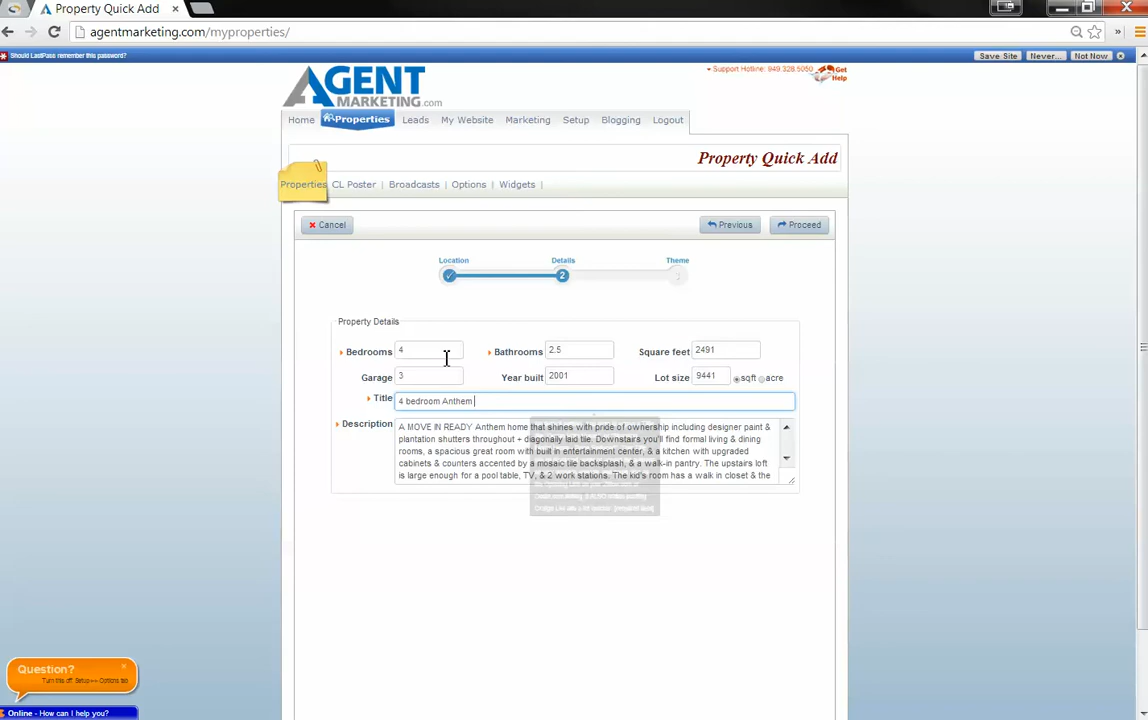 Property Quick Add
agentmarketing.com/myproperties/
Should LastPass remember this password?
Save Site
Never...
Not Now
AGENT
MARKETING.com
Support Hotline: 949.328.5060
Get Help
Home
Properties
Leads
My Website
Marketing
Setup
Blogging
Logout
Property Quick Add
Properties
CL Poster
Broadcasts
Options
Widgets
Cancel
Previous
Proceed
Location
Details
Theme
2
Property Details
Bedrooms 4
Bathrooms 2.5
Square feet 2491
Garage 3
Year built 2001
Lot size 9441 sqft acre
Title 4 bedroom Anthem
Description A MOVE IN READY Anthem home that shines with pride of ownership including designer paint &
plantation shutters throughout + diagonally laid tile. Downstairs you'll find formal living & dining
rooms, a spacious great room with built in entertainment center, & a kitchen with upgraded
cabinets & counters accented by a mosaic tile backsplash, & a walk-in pantry. The upstairs loft
is large enough for a pool table, TV, & 2 work stations. The kid's room has a walk in closet & the
Question?
Turn this off: Setup >> Options tab
Online - How can I help you?